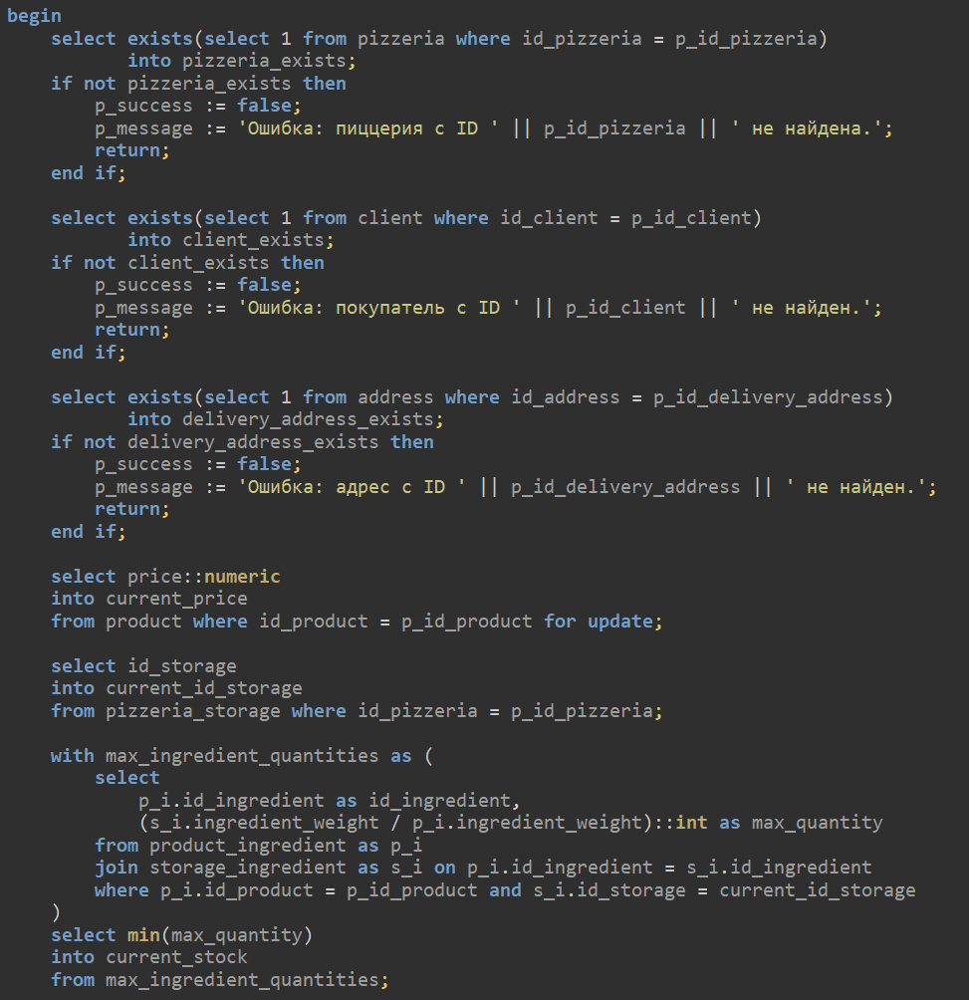 begin
    select exists(select 1 from pizzeria where id_pizzeria = p_id_pizzeria)
           into pizzeria_exists;
    if not pizzeria_exists then
        p_success := false;
        p_message := 'Ошибка: пиццерия с ID ' || p_id_pizzeria || ' не найдена.';
        return;
    end if;

    select exists(select 1 from client where id_client = p_id_client)
           into client_exists;
    if not client_exists then
        p_success := false;
        p_message := 'Ошибка: покупатель с ID ' || p_id_client || ' не найден.';
        return;
    end if;

    select exists(select 1 from address where id_address = p_id_delivery_address)
           into delivery_address_exists;
    if not delivery_address_exists then
        p_success := false;
        p_message := 'Ошибка: адрес с ID ' || p_id_delivery_address || ' не найден.';
        return;
    end if;

    select price::numeric
    into current_price
    from product where id_product = p_id_product for update;

    select id_storage
    into current_id_storage
    from pizzeria_storage where id_pizzeria = p_id_pizzeria;

    with max_ingredient_quantities as (
        select
            p_i.id_ingredient as id_ingredient,
            (s_i.ingredient_weight / p_i.ingredient_weight)::int as max_quantity
        from product_ingredient as p_i
        join storage_ingredient as s_i on p_i.id_ingredient = s_i.id_ingredient
        where p_i.id_product = p_id_product and s_i.id_storage = current_id_storage
    )
    select min(max_quantity)
    into current_stock
    from max_ingredient_quantities;